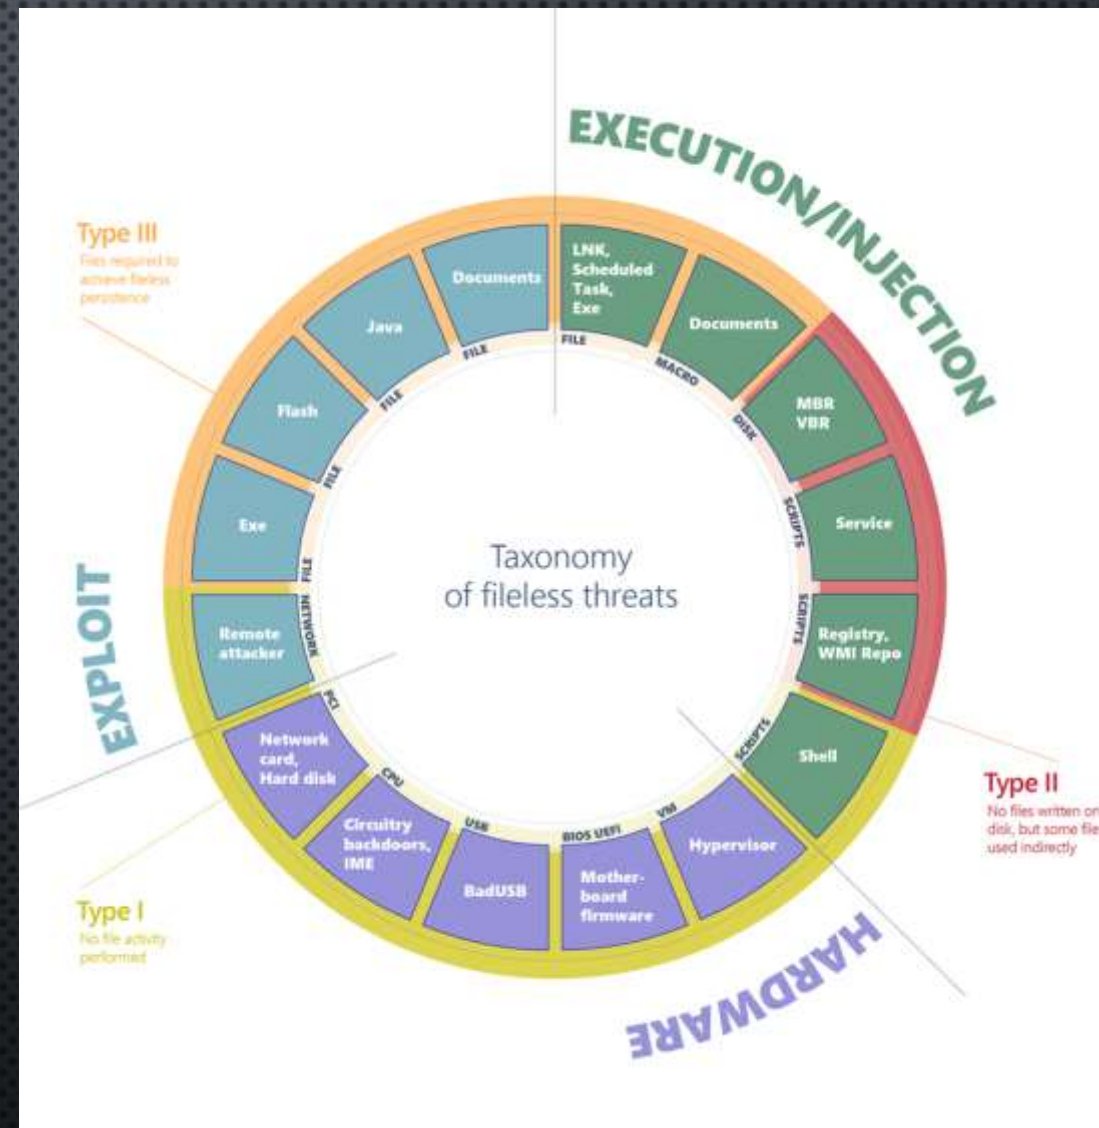 EXECUTION/INJECTION
Type III
Files required to
achieve fileless
persistence
Documents
FILE
Java
FILE
Flash
FILE
Exe
FILE
LNK,
Scheduled
Task,
Exe
FILE
Documents
MACRO
MBR
VBR
DISK
Service
SCRIPTS
Registry,
WMI Repo
SCRIPTS
Shell
SCRIPTS
Taxonomy
of fileless threats
EXPLOIT
Remote
attacker
NETWORK
Network
card,
Hard disk
PCI
Circuitry
backdoors,
IME
CPU
BadUSB
USB
Mother-
board
firmware
BIOS UEFI
Hypervisor
VM
Type II
No files written on
disk, but some file
used indirectly
Type I
No file activity
performed
HARDWARE